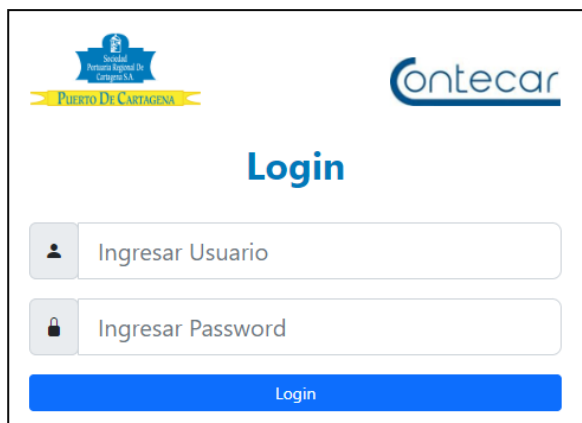 Sociedad
Portuaria Regional De
Cartagena S.A.
PUERTO DE CARTAGENA
Contecar
Login
Ingresar Usuario
Ingresar Password
Login